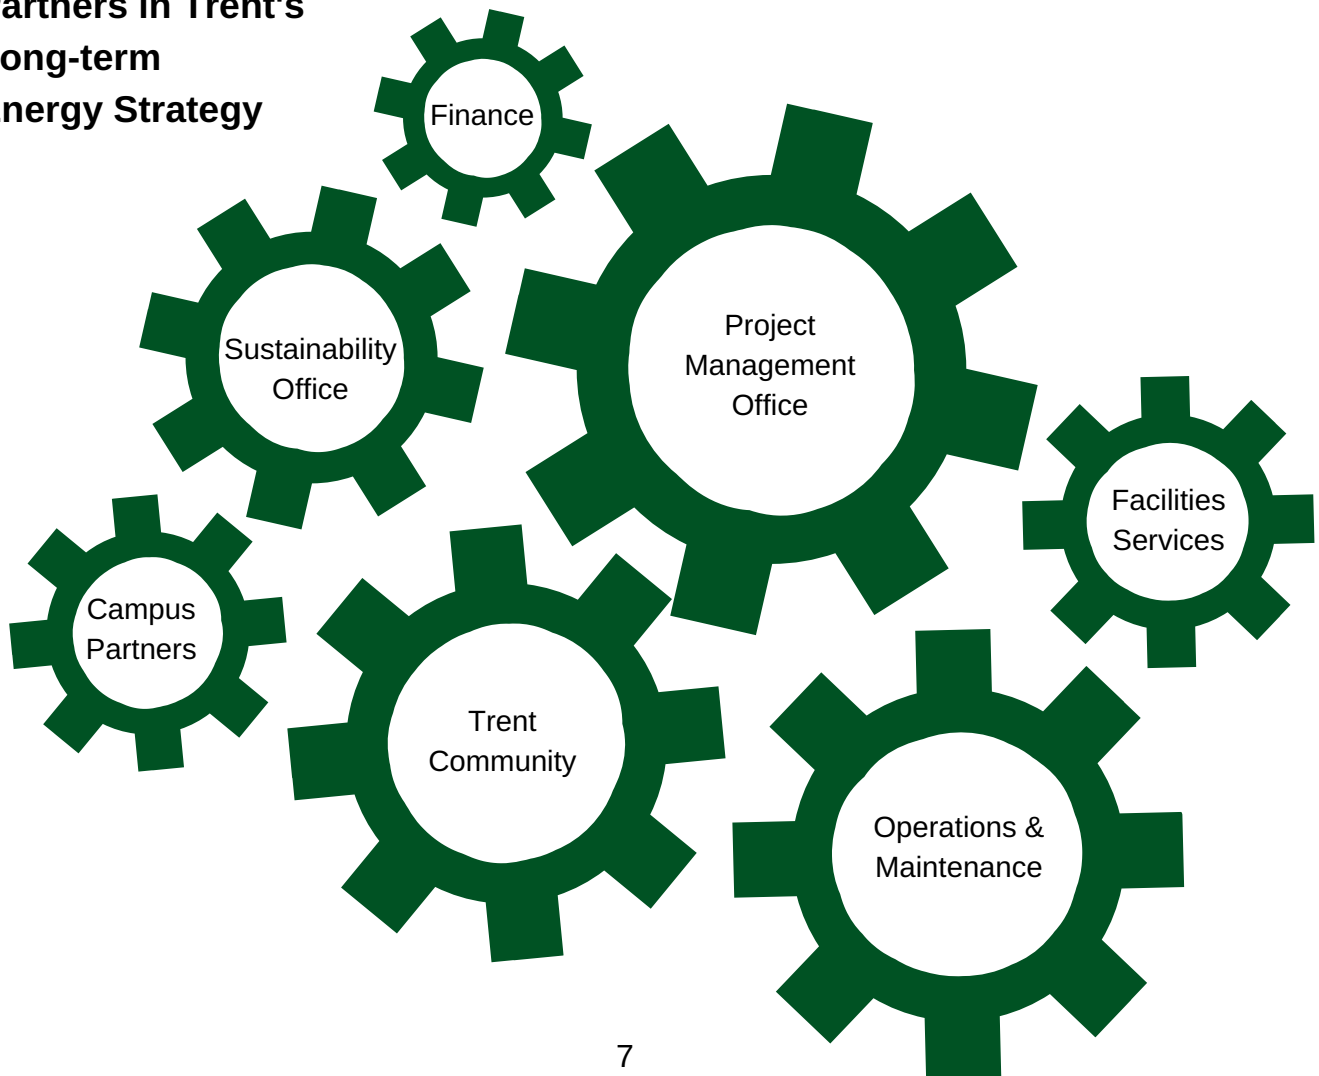 artners in Trent's
ong-term
nergy Strategy
Finance
Project
Management
Office
Sustainability
Office
Facilities
Services
Campus
Partners
Trent
Community
Operations &
Maintenance
7